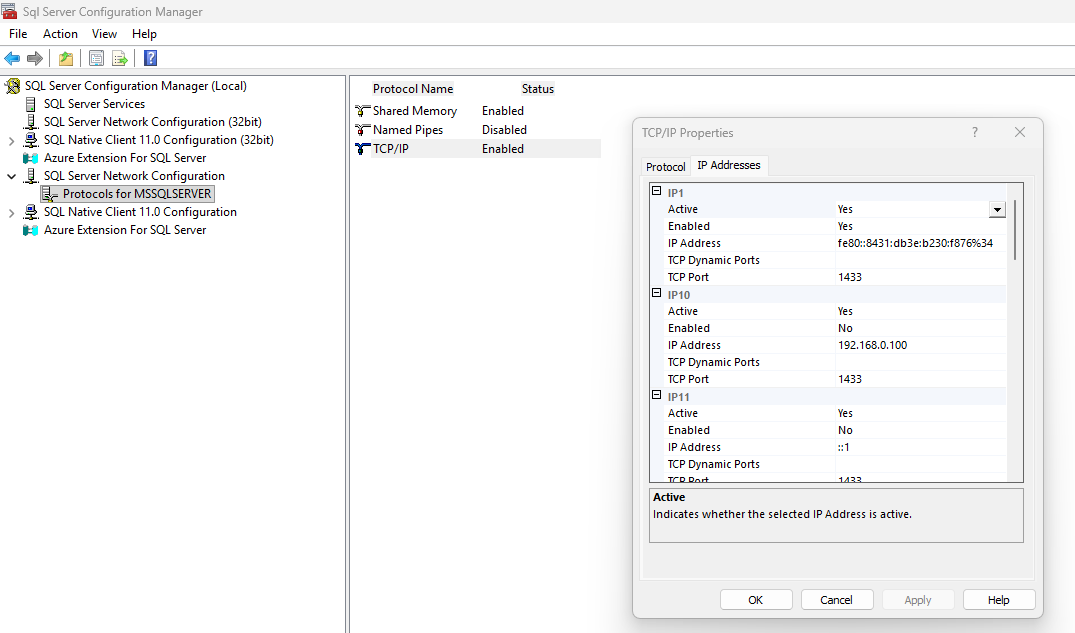 Sql Server Configuration Manager
File Action View Help
SQL Server Configuration Manager (Local)
SQL Server Services
SQL Server Network Configuration (32bit)
SQL Native Client 11.0 Configuration (32bit)
Azure Extension For SQL Server
SQL Server Network Configuration
Protocols for MSSQLSERVER
SQL Native Client 11.0 Configuration
Azure Extension For SQL Server
Protocol Name Status
Shared Memory Enabled
Named Pipes Disabled
TCP/IP Enabled
TCP/IP Properties
Protocol IP Addresses
IP1
Active Yes
Enabled Yes
IP Address fe80::8431:db3e:b230:f876%34
TCP Dynamic Ports
TCP Port 1433
IP10
Active Yes
Enabled No
IP Address 192.168.0.100
TCP Dynamic Ports
TCP Port 1433
IP11
Active Yes
Enabled No
IP Address ::1
TCP Dynamic Ports
TCP Port 1433
Active
Indicates whether the selected IP Address is active.
OK Cancel Apply Help